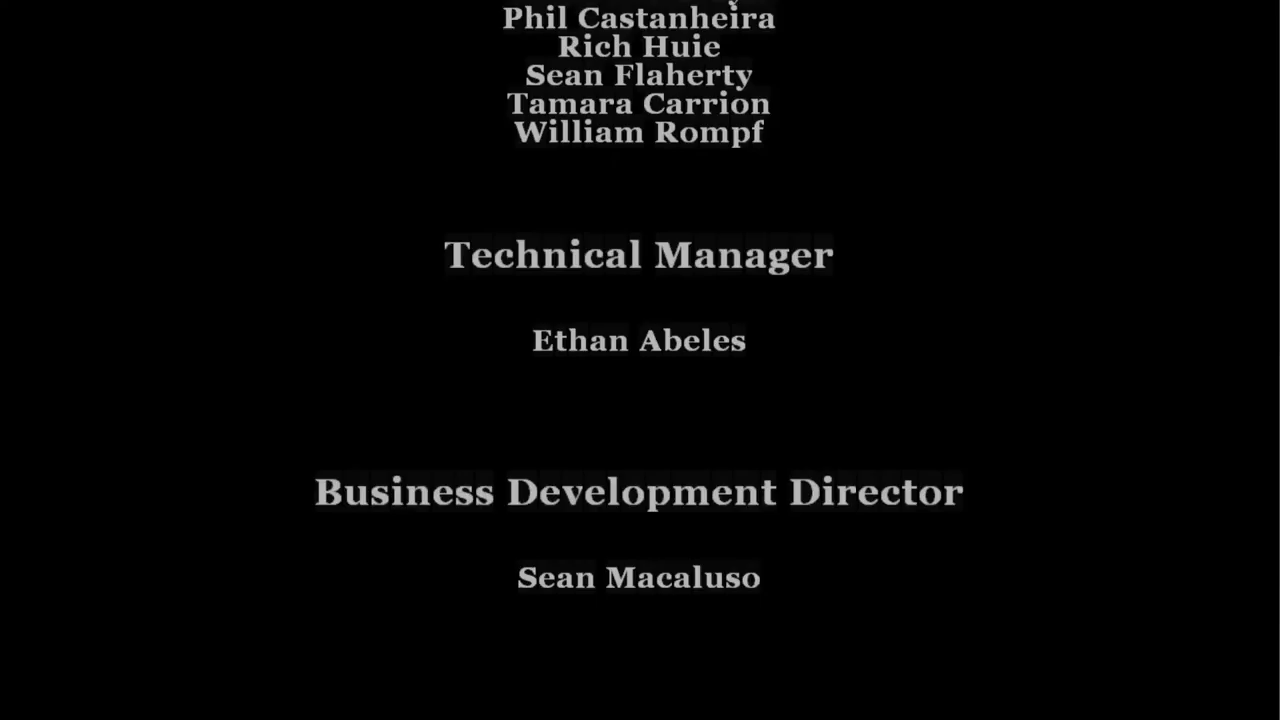 Phil Castanheira
Rich Huie
Sean Flaherty
Tamara Carrion
William Rompf
Technical Manager
Ethan Abeles
Business Development Director
Sean Macaluso